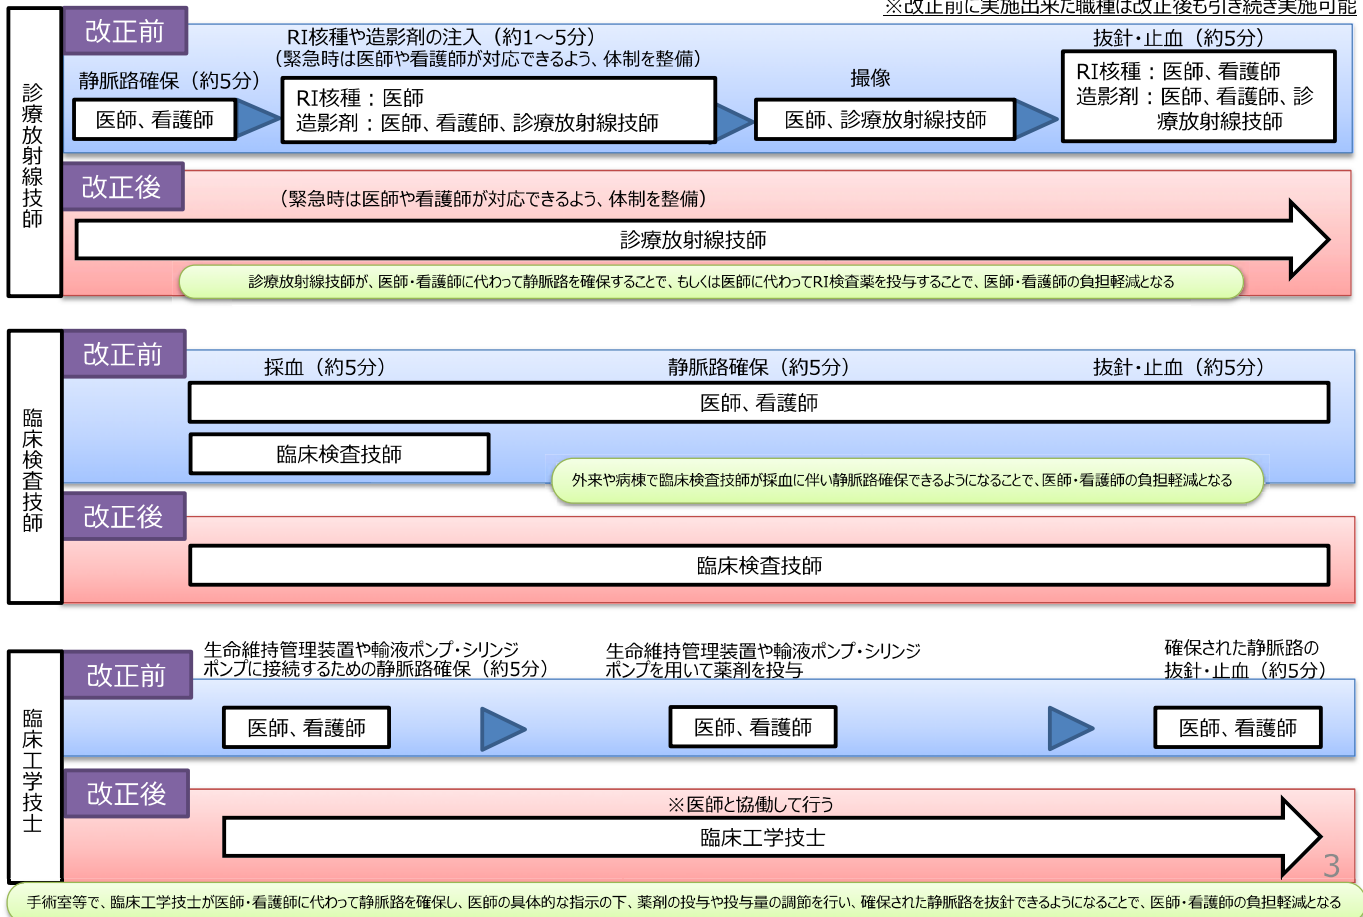 ※改正前に実施出来た職種は改正後も引き続き実施可能
診療放射線技師
改正前
静脈路確保（約5分）
医師、看護師
RI核種や造影剤の注入（約1～5分）
（緊急時は医師や看護師が対応できるよう、体制を整備）
RI核種：医師
造影剤：医師、看護師、診療放射線技師
撮像
医師、診療放射線技師
抜針・止血（約5分）
RI核種：医師、看護師
造影剤：医師、看護師、診
療放射線技師
改正後
（緊急時は医師や看護師が対応できるよう、体制を整備）
診療放射線技師
診療放射線技師が、医師・看護師に代わって静脈路を確保することで、もしくは医師に代わってRI検査薬を投与することで、医師・看護師の負担軽減となる
臨床検査技師
改正前
採血（約5分）
静脈路確保（約5分）
抜針・止血（約5分）
医師、看護師
臨床検査技師
外来や病棟で臨床検査技師が採血に伴い静脈路確保できるようになることで、医師・看護師の負担軽減となる
改正後
臨床検査技師
臨床工学技士
改正前
生命維持管理装置や輸液ポンプ・シリンジ
ポンプに接続するための静脈路確保（約5分）
医師、看護師
生命維持管理装置や輸液ポンプ・シリンジ
ポンプを用いて薬剤を投与
医師、看護師
確保された静脈路の
抜針・止血（約5分）
医師、看護師
改正後
※医師と協働して行う
臨床工学技士
3
手術室等で、臨床工学技士が医師・看護師に代わって静脈路を確保し、医師の具体的な指示の下、薬剤の投与や投与量の調節を行い、確保された静脈路を抜針できるようになることで、医師・看護師の負担軽減となる